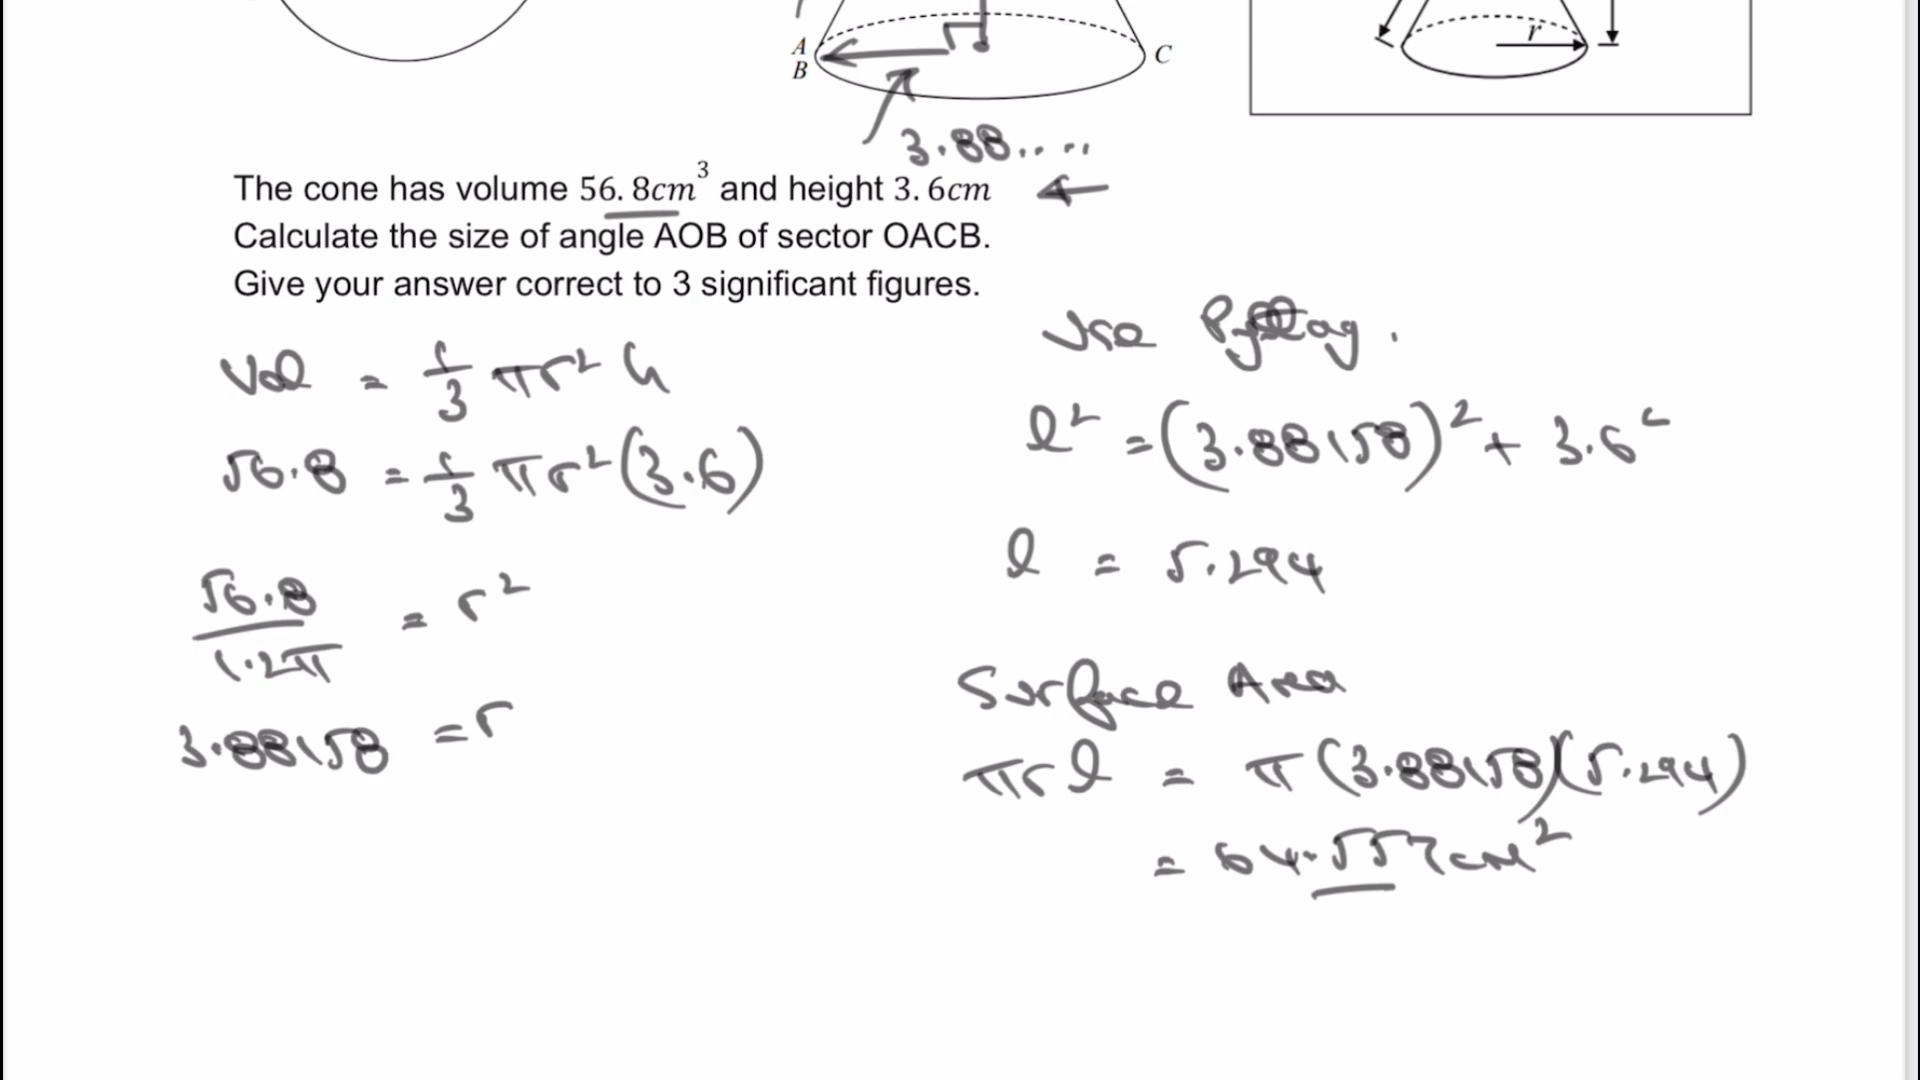 A
B
C
r
3.88.....
The cone has volume 56.8cm³ and height 3.6cm
Calculate the size of angle AOB of sector OACB.
Give your answer correct to 3 significant figures.
Vol = 1/3 πr² h
56.8 = 1/3 πr² (3.6)
56.8/1.2π = r²
3.88158 = r
Use Pythag.
l² = (3.88158)² + 3.6²
l = 5.294
Surface Area
πrl = π(3.88158)(5.294)
= 64.557cm²